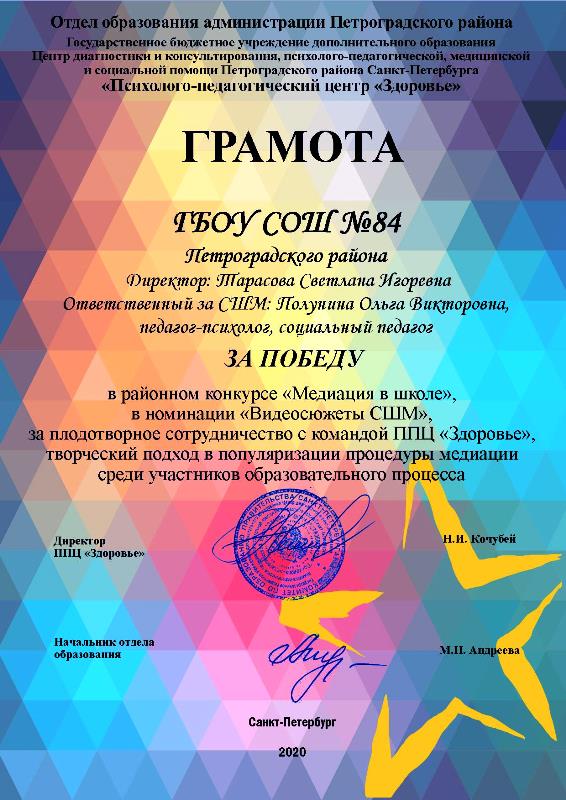 Отдел образования администрации Петроградского района
Государственное бюджетное учреждение дополнительного образования
Центр диагностики и консультирования, психолого-педагогической, медицинской
и социальной помощи Петроградского района Санкт-Петербурга
«Психолого-педагогический центр «Здоровье»
ГРАМОТА
ГБОУ СОШ №84
Петроградского района
Директор: Тарасова Светлана Игоревна
Ответственный за СШМ: Полунина Ольга Викторовна,
педагог-психолог, социальный педагог
ЗА ПОБЕДУ
в районном конкурсе «Медиация в школе»,
в номинации «Видеосюжеты СШМ»,
за плодотворное сотрудничество с командой ППЦ «Здоровье»,
творческий подход в популяризации процедуры медиации
среди участников образовательного процесса
Директор
ППЦ «Здоровье»
Н.И. Кочубей
Начальник отдела
образования
М.П. Андреева
Санкт-Петербург
2020